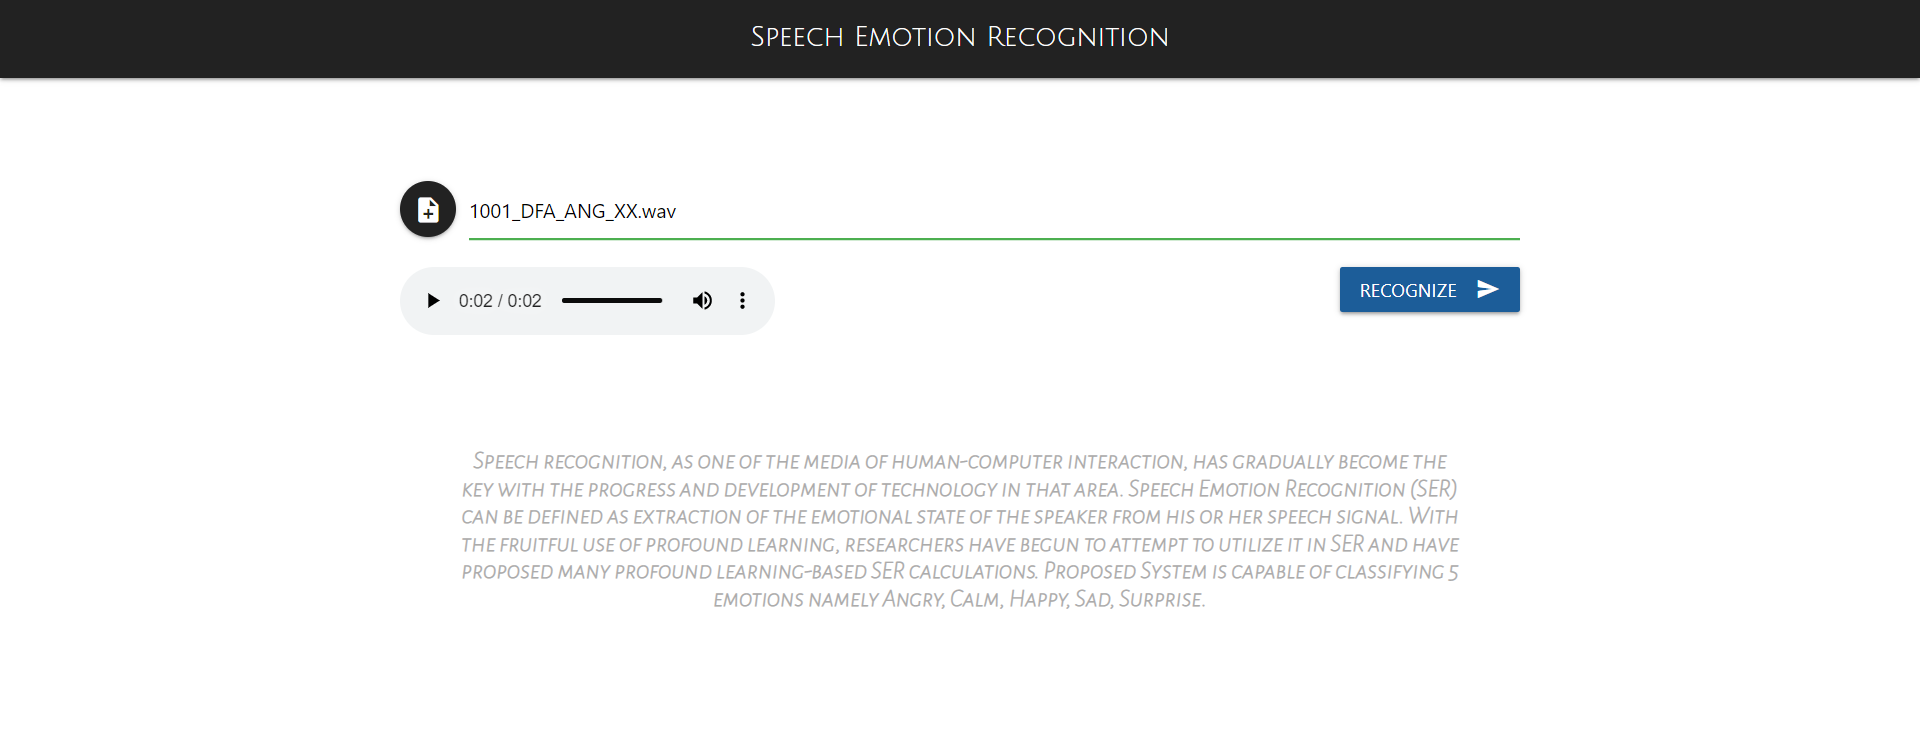 Speech Emotion Recognition
1001_DFA_ANG_XX.wav
0:02 / 0:02
RECOGNIZE
Speech recognition, as one of the media of human-computer interaction, has gradually become the
key with the progress and development of technology in that area. Speech Emotion Recognition (SER)
can be defined as extraction of the emotional state of the speaker from his or her speech signal. With
the fruitful use of profound learning, researchers have begun to attempt to utilize it in SER and have
proposed many profound learning-based SER calculations. Proposed System is capable of classifying 5
emotions namely Angry, Calm, Happy, Sad, Surprise.